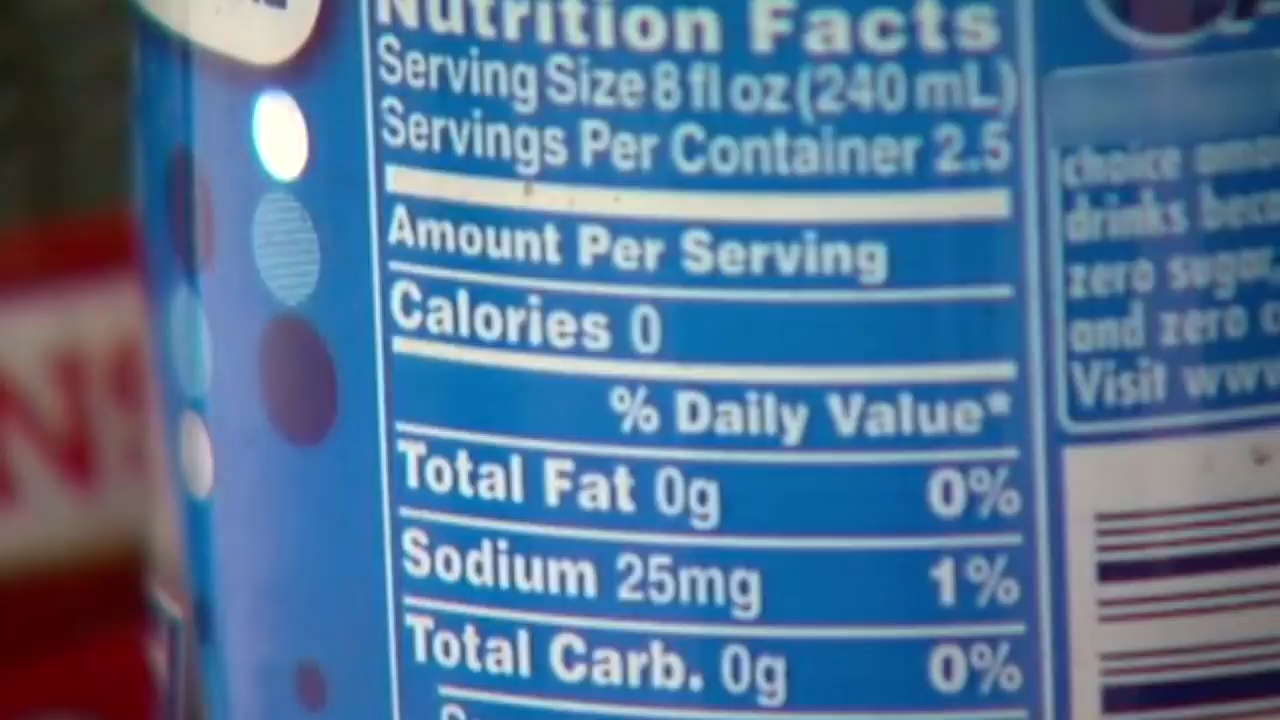 Nutrition Facts
Serving Size 8 fl oz (240 mL)
Servings Per Container 2.5
Amount Per Serving
Calories 0
% Daily Value*
Total Fat 0g 0%
Sodium 25mg 1%
Total Carb. 0g 0%
choice
drinks
zero sugar,
and zero
Visit